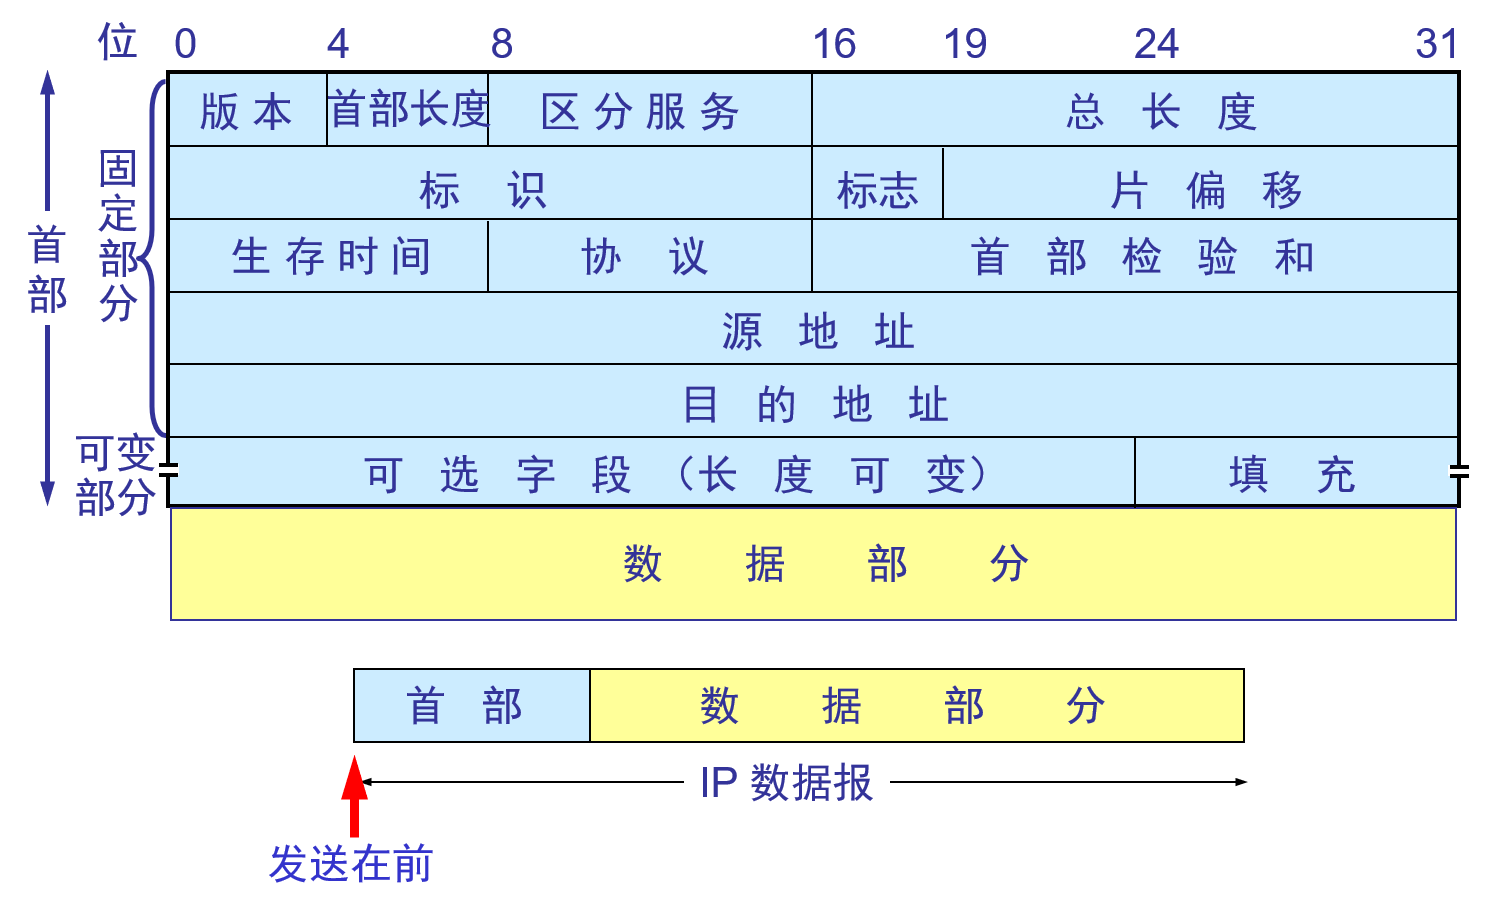 位 0 4 8 16 19 24 31
版本 首部长度 区分服务 总长度
标识 标志 片偏移
生存时间 协议 首部检验和
源地址
目的地址
可选字段（长度可变） 填充
数据部分
首部
固定部分
可变部分
首部 数据部分
IP 数据报
发送在前